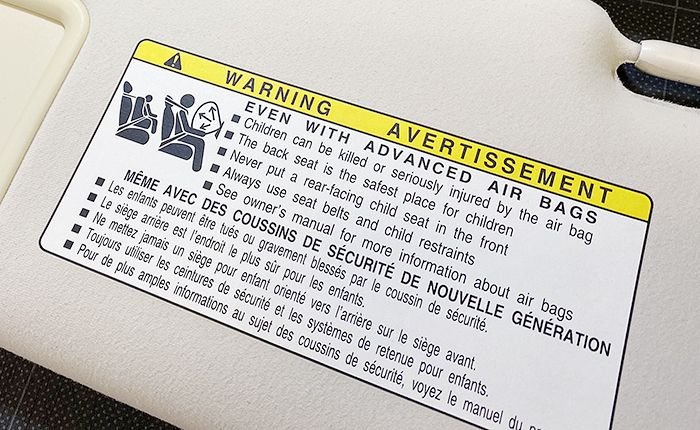 WARNING AVERTISSEMENT
EVEN WITH ADVANCED AIR BAGS
■ Children can be killed or seriously injured by the air bag
■ The back seat is the safest place for children
■ Never put a rear-facing child seat in the front
■ Always use seat belts and child restraints
■ See owner's manual for more information about air bags
MÊME AVEC DES COUSSINS DE SÉCURITÉ DE NOUVELLE GÉNÉRATION
■ Les enfants peuvent être tués ou gravement blessés par le coussin de sécurité.
■ Le siège arrière est l'endroit le plus sûr pour les enfants.
■ Ne mettez jamais un siège pour enfant orienté vers l'arrière sur le siège avant.
■ Toujours utiliser les ceintures de sécurité et les systèmes de retenue pour enfants.
■ Pour de plus amples informations au sujet des coussins de sécurité, voyez le manuel du